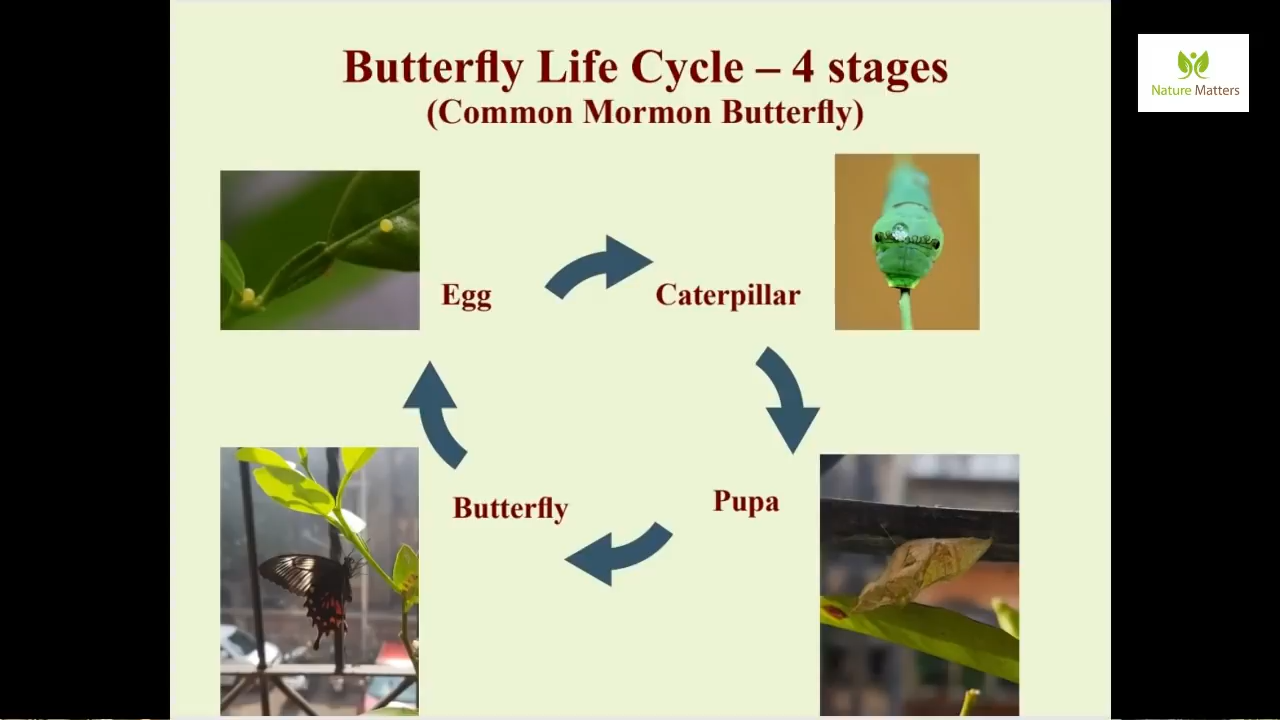 Butterfly Life Cycle – 4 stages
(Common Mormon Butterfly)
Nature Matters
Egg
Caterpillar
Butterfly
Pupa